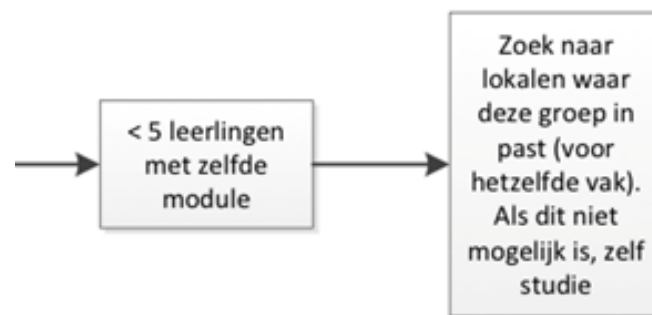 < 5 leerlingen
met zelfde
module
Zoek naar
lokalen waar
deze groep in
past (voor
hetzelfde vak).
Als dit niet
mogelijk is, zelf
studie